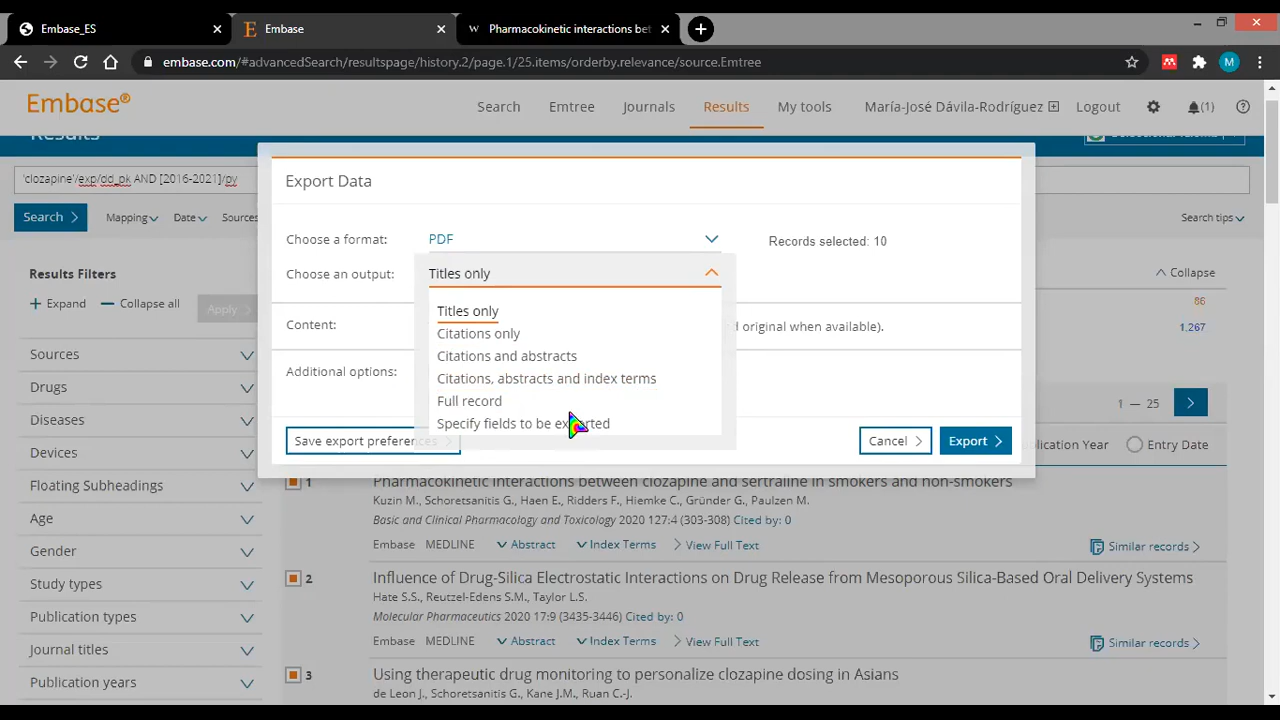 Embase_ES
Embase
W Pharmacokinetic interactions bet
embase.com/#advancedSearch/resultspage/history.2/page.1/25.items/orderby.relevance/source.Emtree
M
Embase®
Search Emtree Journals Results My tools María-José Dávila-Rodríguez Logout (1)
Results
'clozapine'/exp/dd_pk AND [2016-2021]/py
Search Mapping Date Sources Search tips
Export Data
Choose a format: PDF Records selected: 10
Choose an output: Titles only
Titles only
Citations only
Citations and abstracts
Citations, abstracts and index terms
Full record
Specify fields to be exported
Content: d original when available).
Additional options:
Save export preferences Cancel Export
Results Filters
Expand Collapse all Apply
Sources
Drugs
Diseases
Devices
Floating Subheadings
Age
Gender
Study types
Publication types
Journal titles
Publication years
Collapse
86
1,267
1 — 25
blication Year Entry Date
1 Pharmacokinetic interactions between clozapine and sertraline in smokers and non-smokers
Kuzin M., Schoretsanitis G., Haen E., Ridders F., Hiemke C., Gründer G., Paulzen M.
Basic and Clinical Pharmacology and Toxicology 2020 127:4 (303-308) Cited by: 0
Embase MEDLINE Abstract Index Terms View Full Text Similar records
2 Influence of Drug-Silica Electrostatic Interactions on Drug Release from Mesoporous Silica-Based Oral Delivery Systems
Hate S.S., Reutzel-Edens S.M., Taylor L.S.
Molecular Pharmaceutics 2020 17:9 (3435-3446) Cited by: 0
Embase MEDLINE Abstract Index Terms View Full Text Similar records
3 Using therapeutic drug monitoring to personalize clozapine dosing in Asians
de Leon J., Schoretsanitis G., Kane J.M., Ruan C.-J.